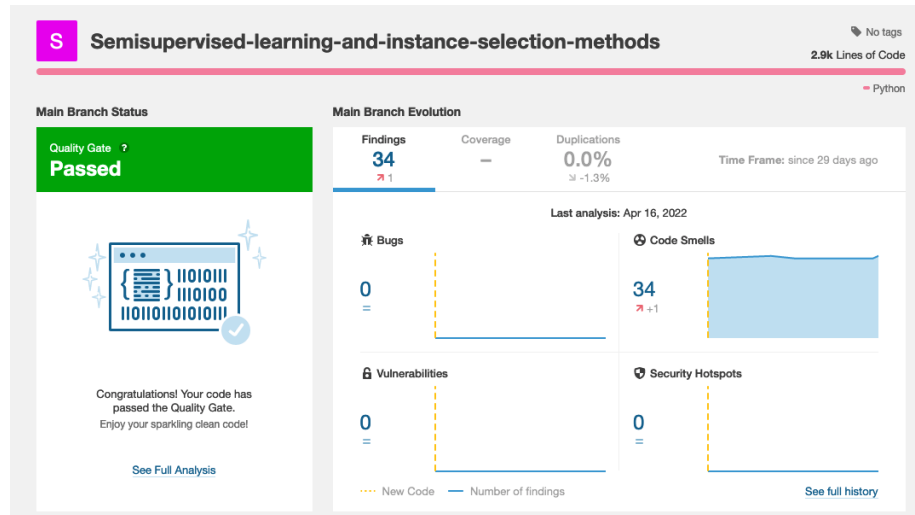 S
Semisupervised-learning-and-instance-selection-methods
No tags
2.9k Lines of Code
Python
Main Branch Status
Main Branch Evolution
Quality Gate ?
Passed
Findings
34
1
Coverage
–
Duplications
0.0%
-1.3%
Time Frame: since 29 days ago
Last analysis: Apr 16, 2022
Bugs
0
=
Code Smells
34
+1
{ } 11010111
1110100
11011011010111
Congratulations! Your code has
passed the Quality Gate.
Enjoy your sparkling clean code!
See Full Analysis
Vulnerabilities
0
=
Security Hotspots
0
=
New Code
Number of findings
See full history